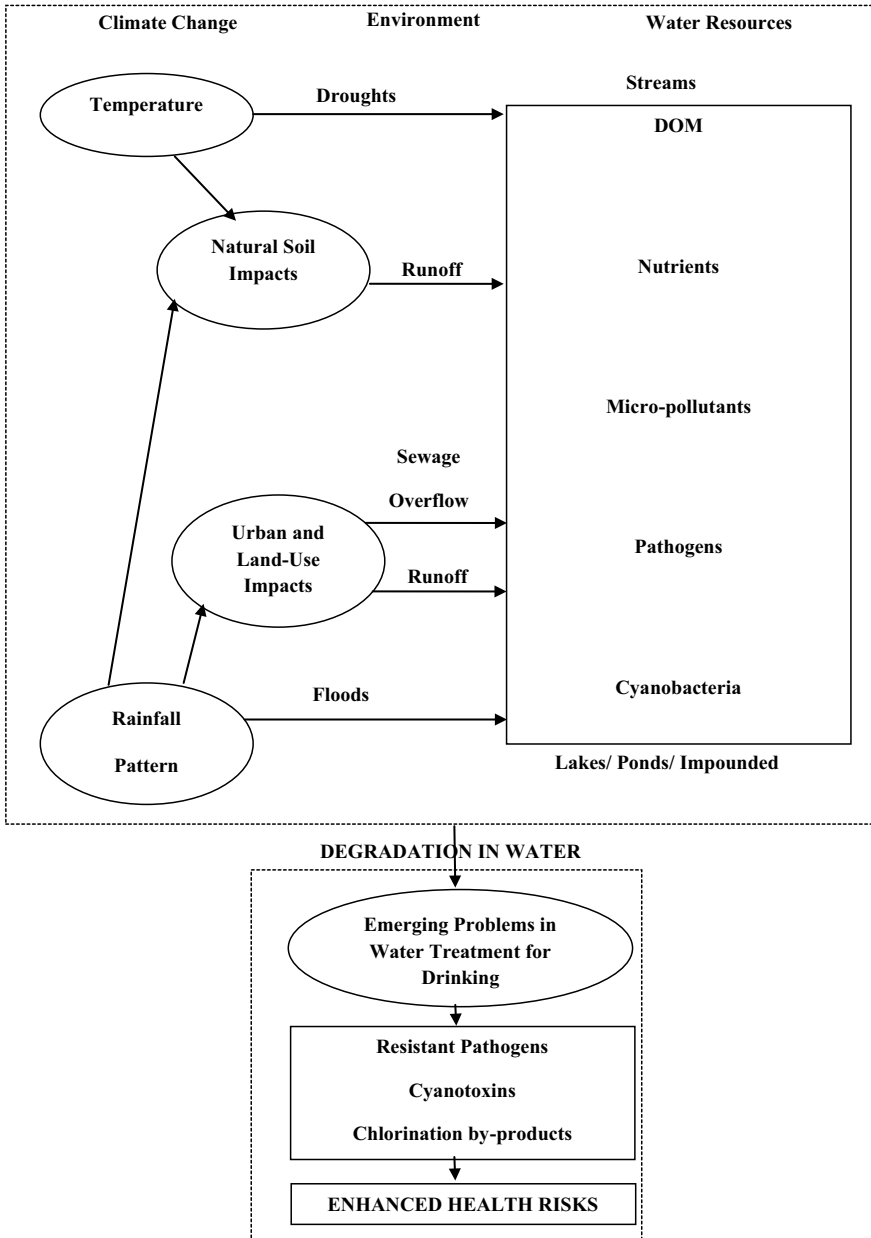 Climate Change
Environment
Water Resources
Streams
Temperature
Droughts
DOM
Natural Soil
Impacts
Runoff
Nutrients
Micro-pollutants
Sewage
Overflow
Urban and
Land-Use
Impacts
Runoff
Pathogens
Cyanobacteria
Rainfall
Pattern
Floods
Lakes/ Ponds/ Impounded
DEGRADATION IN WATER
Emerging Problems in
Water Treatment for
Drinking
Resistant Pathogens
Cyanotoxins
Chlorination by-products
ENHANCED HEALTH RISKS